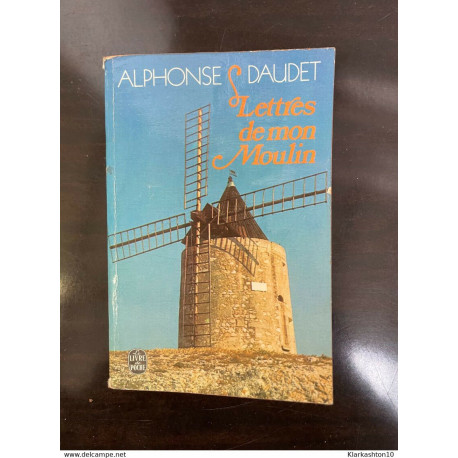 ALPHONSE DAUDET
Lettres
de mon
Moulin
LE LIVRE
DE
POCHE
www.delcampe.net
Klarkashton10